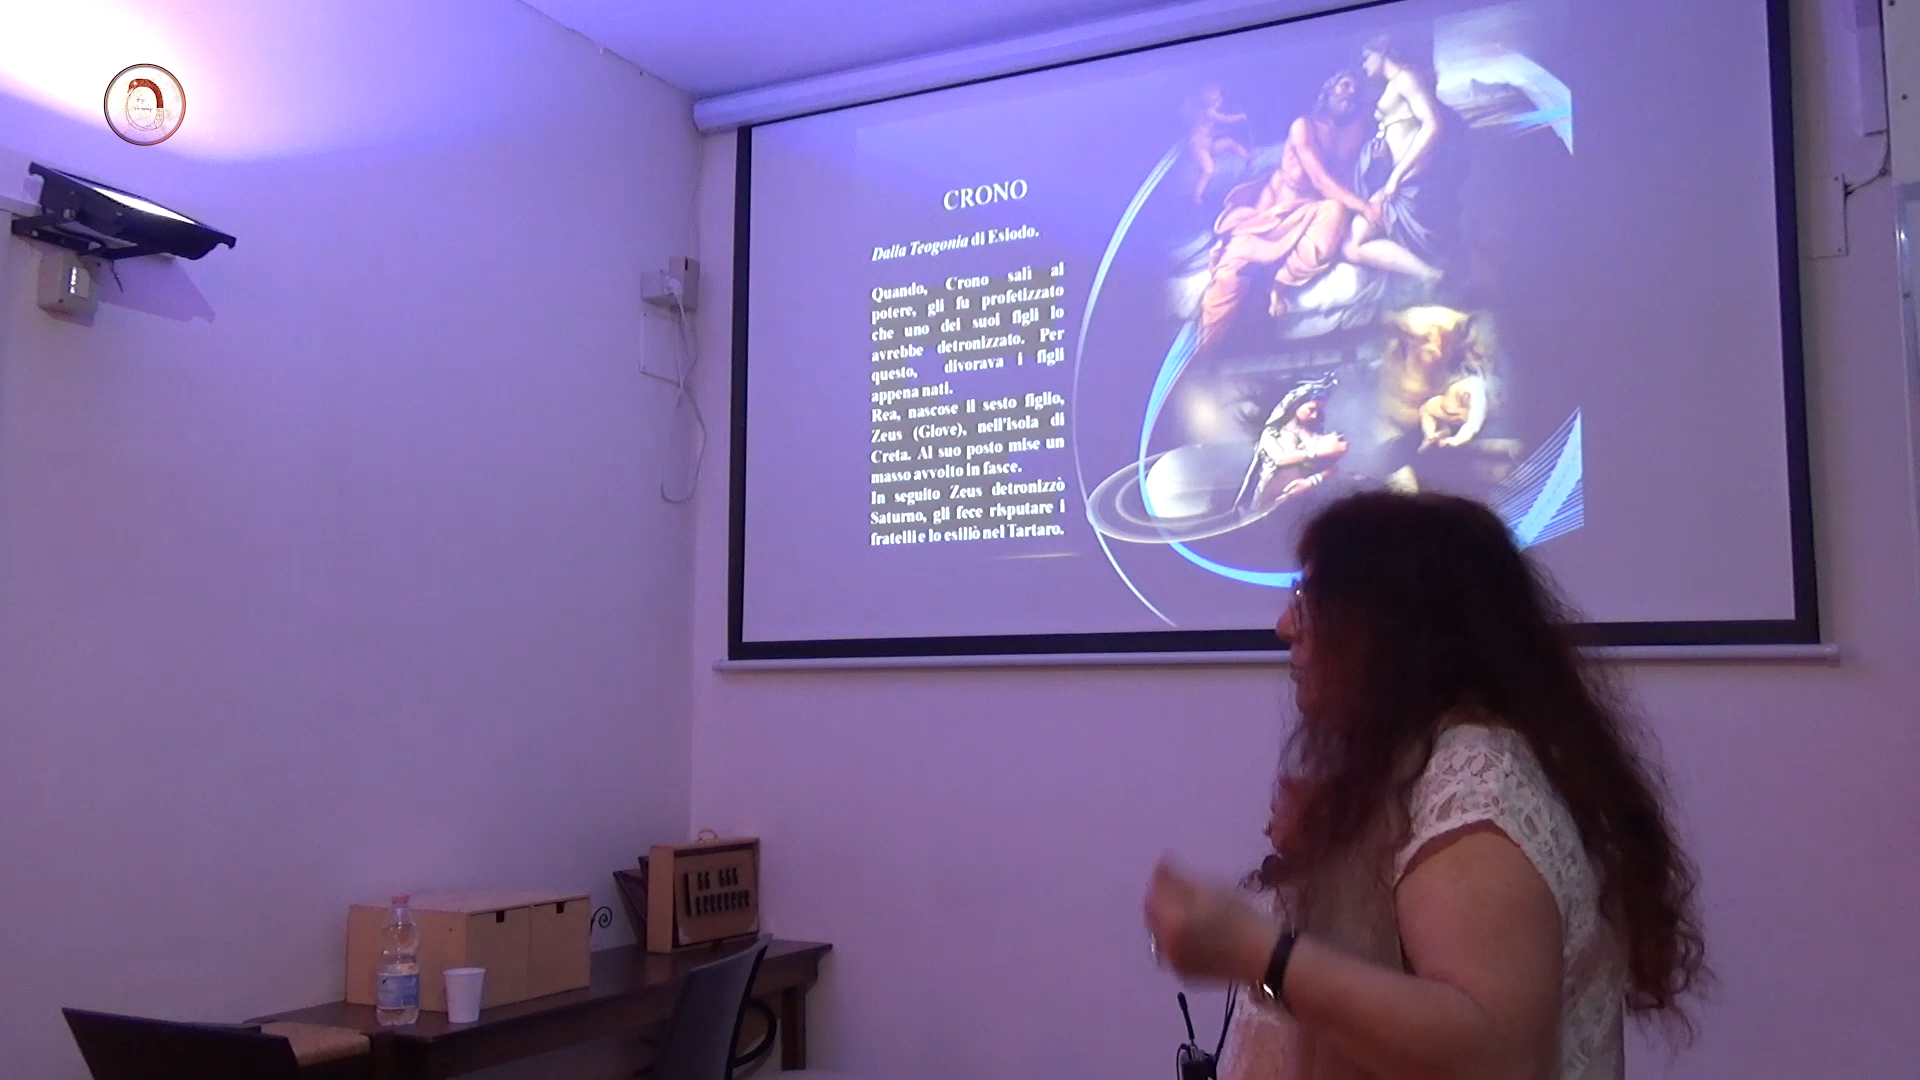 CRONO
Dalla Teogonia di Esiodo.
Quando, Crono salì al
potere, gli fu profetizzato
che uno dei suoi figli lo
avrebbe detronizzato. Per
questo, divorava i figli
appena nati.
Rea, nascose il sesto figlio,
Zeus (Giove), nell'isola di
Creta. Al suo posto mise un
masso avvolto in fasce.
In seguito Zeus detronizzò
Saturno, gli fece risputare i
fratelli e lo esiliò nel Tartaro.